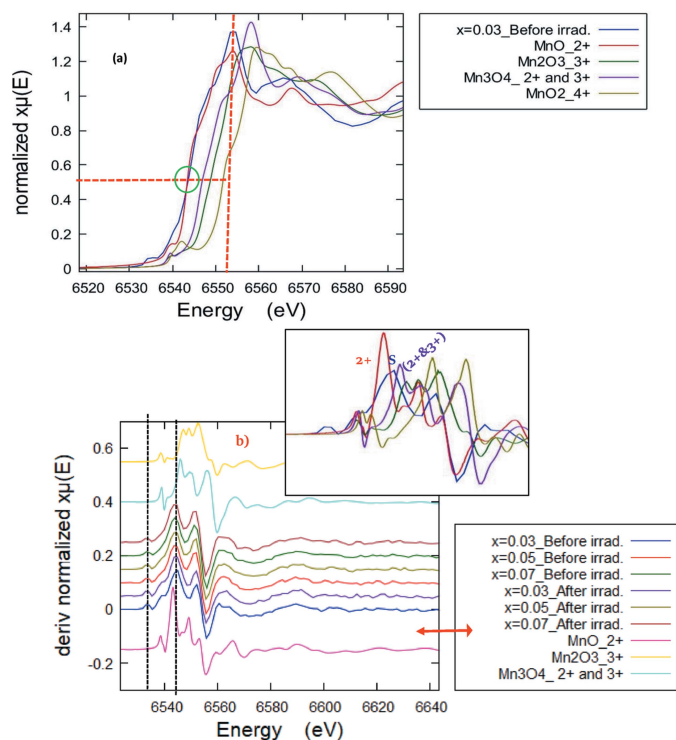 (a)
normalized xμ(E)
1.4
1.2
1
0.8
0.6
0.4
0.2
0
6520 6530 6540 6550 6560 6570 6580 6590
Energy (eV)
x=0.03_Before irrad.
MnO_2+
Mn2O3_3+
Mn3O4_ 2+ and 3+
MnO2_4+
2+ S (2+&3+)
b)
deriv normalized xμ(E)
0.6
0.4
0.2
0
-0.2
6540 6560 6580 6600 6620 6640
Energy (eV)
x=0.03_Before irrad.
x=0.05_Before irrad.
x=0.07_Before irrad.
x=0.03_After irrad.
x=0.05_After irrad.
x=0.07_After irrad.
MnO_2+
Mn2O3_3+
Mn3O4_ 2+ and 3+